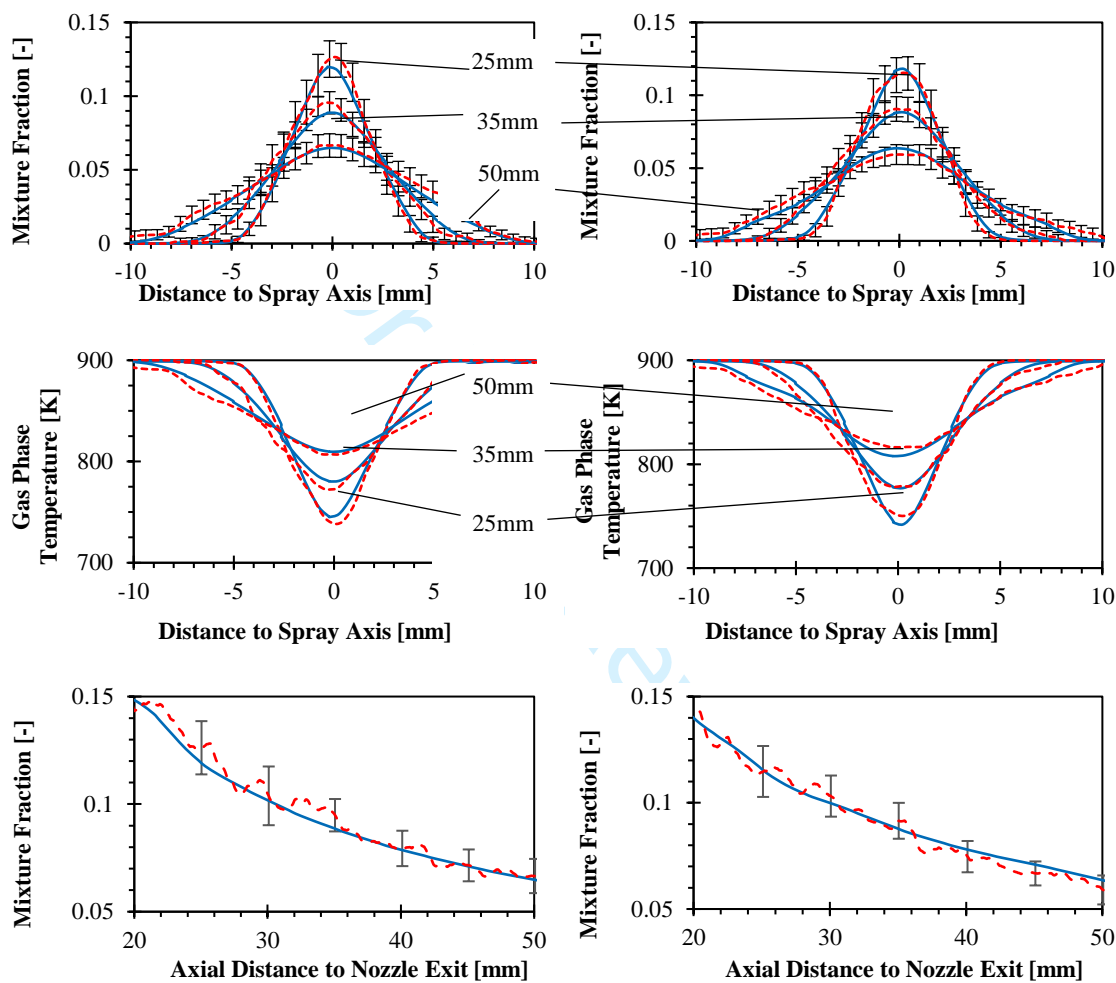 0.15
0.1
0.05
0
Mixture Fraction [-]
-10 -5 0 5 10
Distance to Spray Axis [mm]
25mm
35mm
50mm
0.15
0.1
0.05
0
Mixture Fraction [-]
-10 -5 0 5 10
Distance to Spray Axis [mm]
900
800
700
Gas Phase
Temperature [K]
-10 -5 0 5 10
Distance to Spray Axis [mm]
50mm
35mm
25mm
900
800
700
Gas Phase
Temperature [K]
-10 -5 0 5 10
Distance to Spray Axis [mm]
0.15
0.1
0.05
Mixture Fraction [-]
20 30 40 50
Axial Distance to Nozzle Exit [mm]
0.15
0.1
0.05
Mixture Fraction [-]
20 30 40 50
Axial Distance to Nozzle Exit [mm]